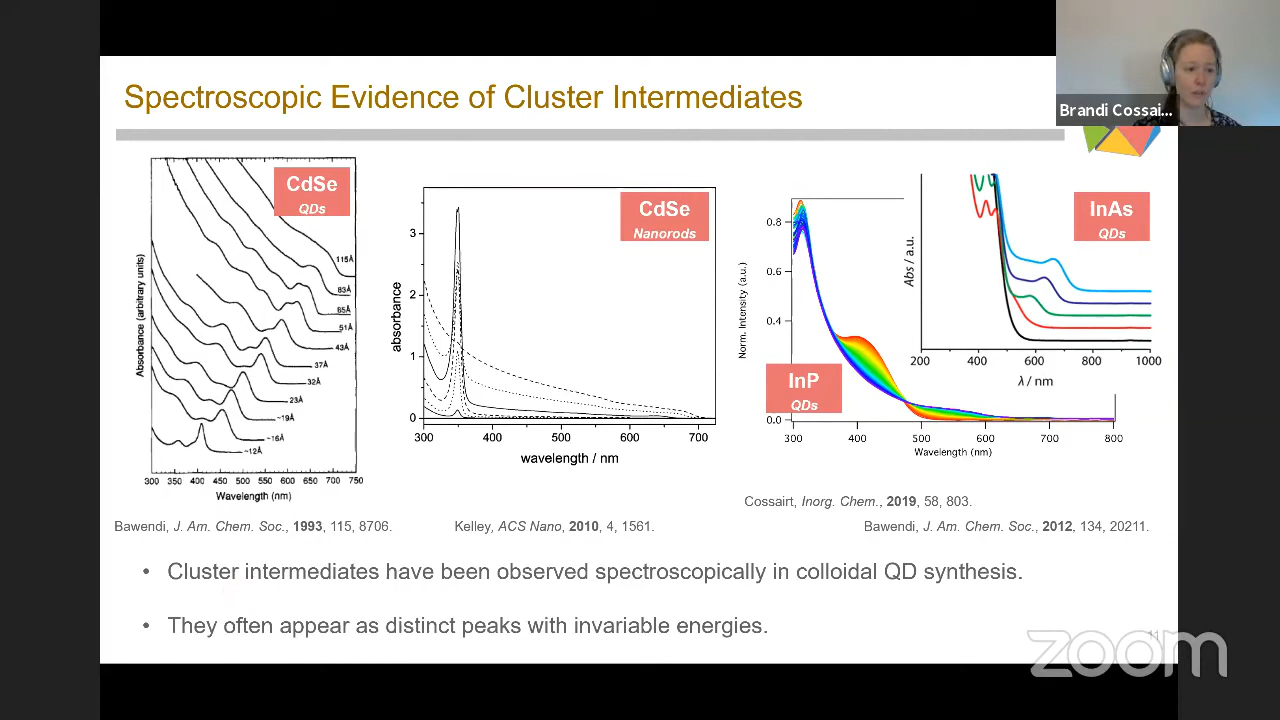 Spectroscopic Evidence of Cluster Intermediates
Brandi Cossai...
CdSe
QDs
115Å
83Å
65Å
51Å
43Å
37Å
32Å
23Å
~19Å
~16Å
~12Å
Absorbance (arbitrary units)
300 350 400 450 500 550 600 650 700 750
Wavelength (nm)
CdSe
Nanorods
absorbance
3
2
1
0
300 400 500 600 700
wavelength / nm
InP
QDs
Norm. Intensity (a.u.)
0.8
0.6
0.4
0.0
300 400 500 600 700 800
Wavelength (nm)
InAs
QDs
Abs / a.u.
200 400 600 800 1000
λ / nm
Cossairt, Inorg. Chem., 2019, 58, 803.
Bawendi, J. Am. Chem. Soc., 1993, 115, 8706.
Kelley, ACS Nano, 2010, 4, 1561.
Bawendi, J. Am. Chem. Soc., 2012, 134, 20211.
• Cluster intermediates have been observed spectroscopically in colloidal QD synthesis.
• They often appear as distinct peaks with invariable energies.
11
zoom